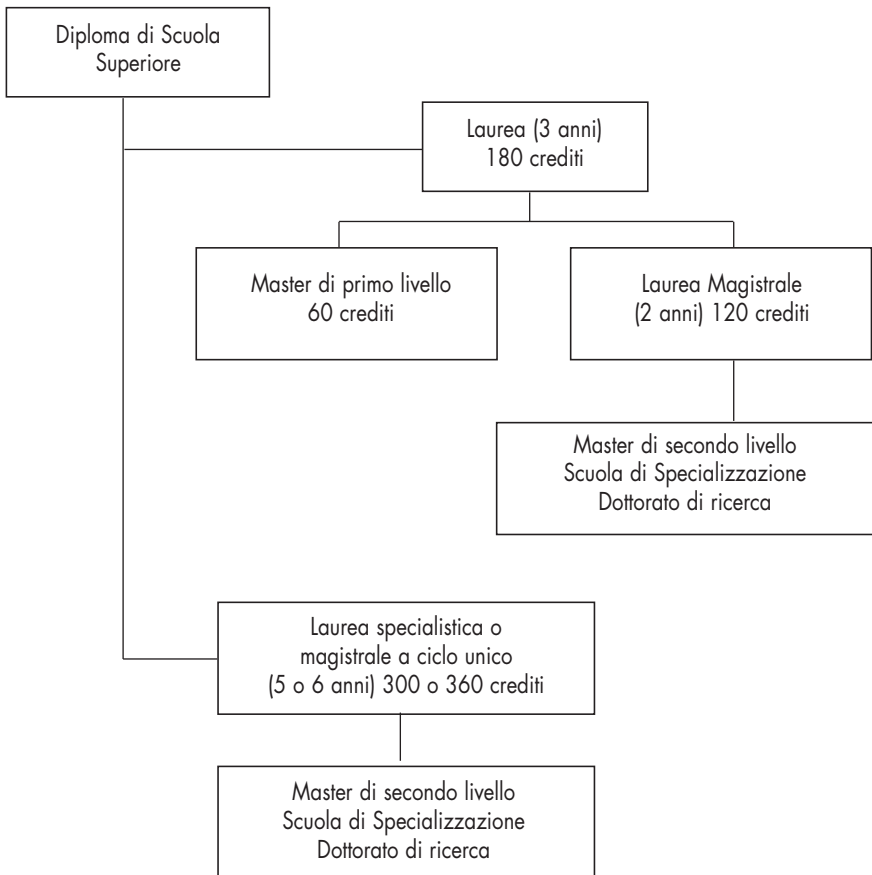 Diploma di Scuola
Superiore
Laurea (3 anni)
180 crediti
Master di primo livello
60 crediti
Laurea Magistrale
(2 anni) 120 crediti
Master di secondo livello
Scuola di Specializzazione
Dottorato di ricerca
Laurea specialistica o
magistrale a ciclo unico
(5 o 6 anni) 300 o 360 crediti
Master di secondo livello
Scuola di Specializzazione
Dottorato di ricerca